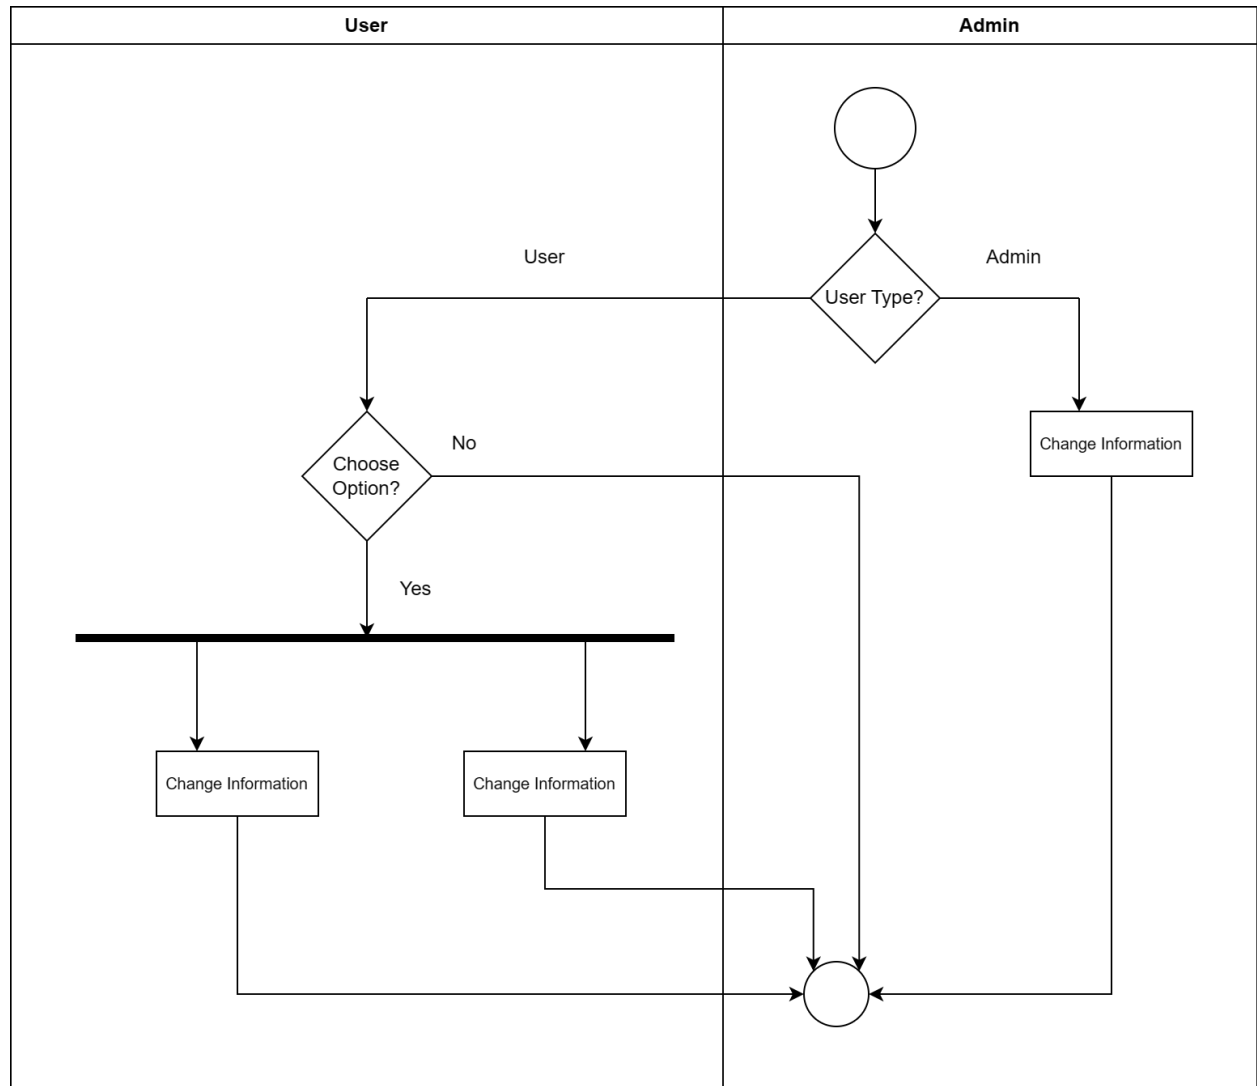 User
Admin
User
Admin
User Type?
No
Choose
Option?
Change Information
Yes
Change Information
Change Information